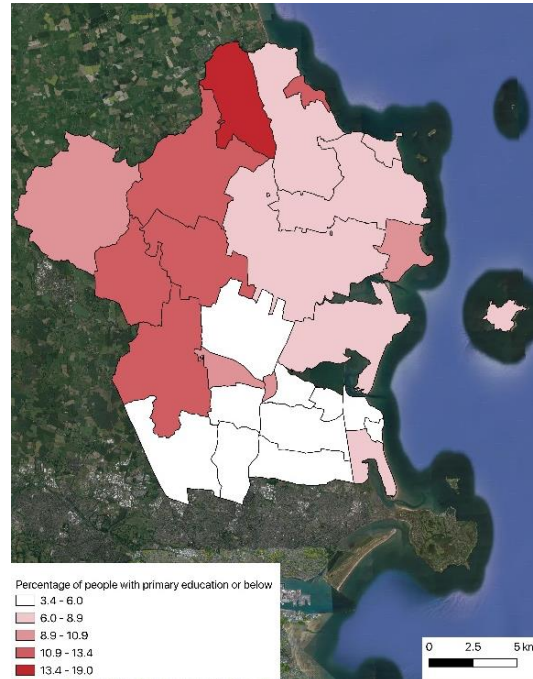 Percentage of people with primary education or below
3.4 - 6.0
6.0 - 8.9
8.9 - 10.9
10.9 - 13.4
13.4 - 19.0
0 2.5 5 km